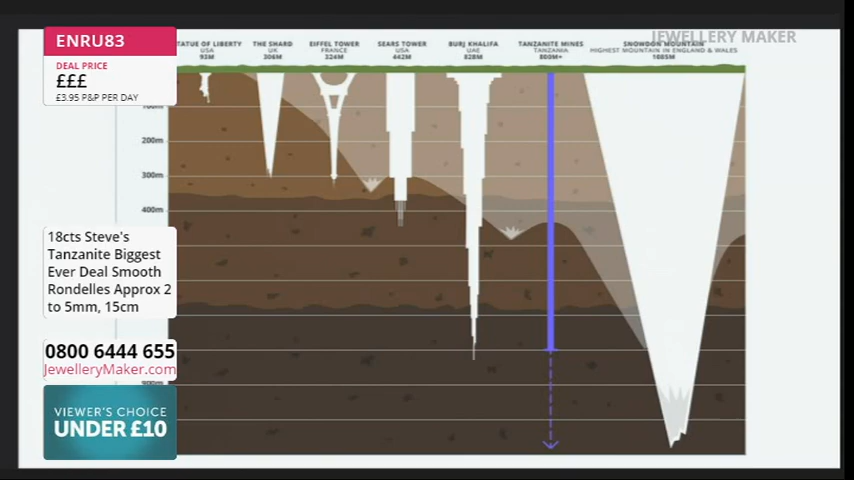 ENRU83
DEAL PRICE
£££
£3.95 P&P PER DAY
JEWELLERY MAKER
TATUE OF LIBERTY
USA
93M
THE SHARD
UK
306M
EIFFEL TOWER
FRANCE
324M
SEARS TOWER
USA
442M
BURJ KHALIFA
UAE
828M
TANZANITE MINES
TANZANIA
800M+
SNOWDON MOUNTAIN
HIGHEST MOUNTAIN IN ENGLAND & WALES
1085M
100m
200m
300m
400m
900m
18cts Steve's
Tanzanite Biggest
Ever Deal Smooth
Rondelles Approx 2
to 5mm, 15cm
0800 6444 655
JewelleryMaker.com
VIEWER'S CHOICE
UNDER £10